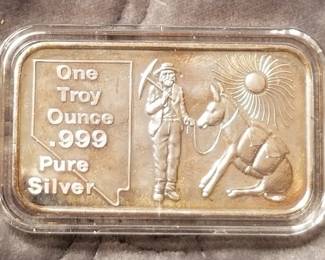 One
Troy
Ounce
.999
Pure
Silver